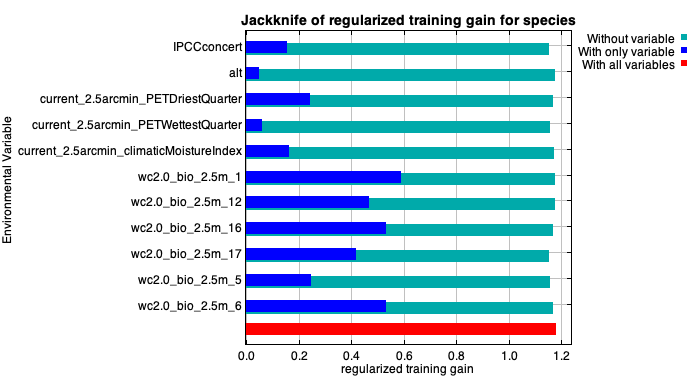 Jackknife of regularized training gain for species
Without variable
With only variable
With all variables
Environmental Variable
IPCCconcert
alt
current_2.5arcmin_PETDriestQuarter
current_2.5arcmin_PETWettestQuarter
current_2.5arcmin_climaticMoistureIndex
wc2.0_bio_2.5m_1
wc2.0_bio_2.5m_12
wc2.0_bio_2.5m_16
wc2.0_bio_2.5m_17
wc2.0_bio_2.5m_5
wc2.0_bio_2.5m_6
0.0 0.2 0.4 0.6 0.8 1.0 1.2
regularized training gain